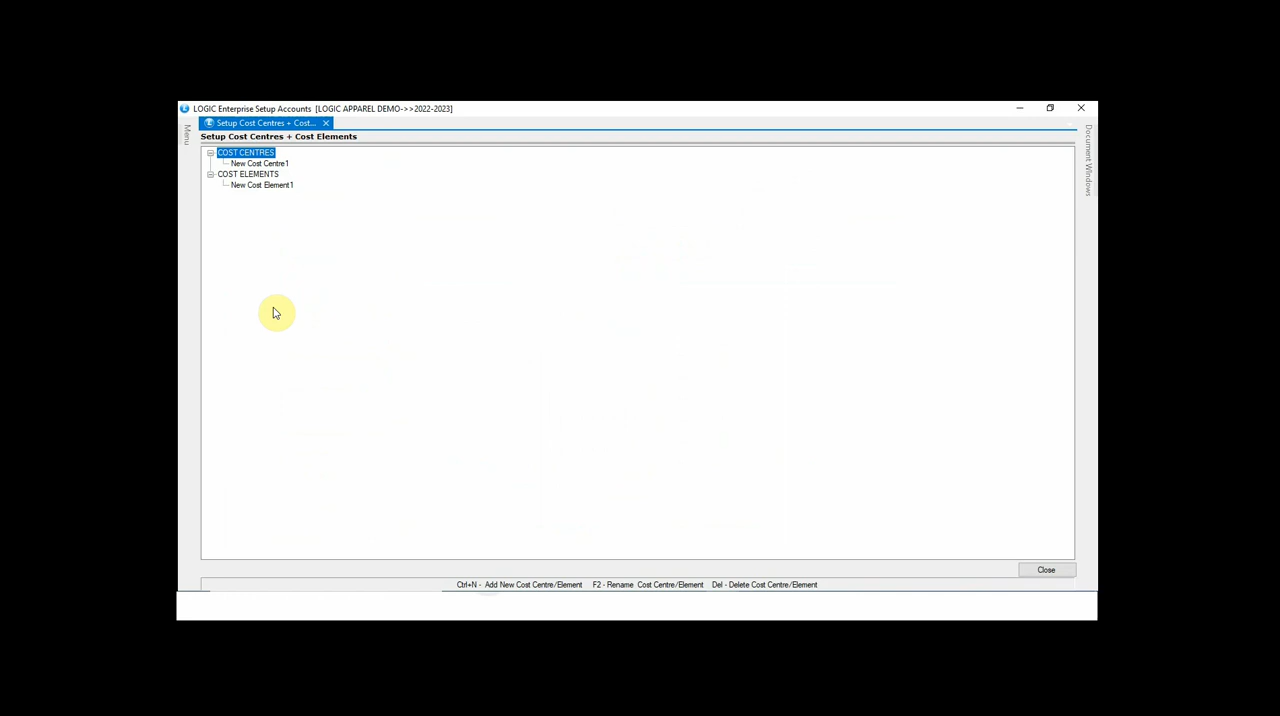 LOGIC Enterprise Setup Accounts [LOGIC APPAREL DEMO->>2022-2023]
Menu
Setup Cost Centres + Cost...
Setup Cost Centres + Cost Elements
COST CENTRES
New Cost Centre1
COST ELEMENTS
New Cost Element1
Document Windows
Close
Ctrl+N - Add New Cost Centre/Element F2 - Rename Cost Centre/Element Del - Delete Cost Centre/Element